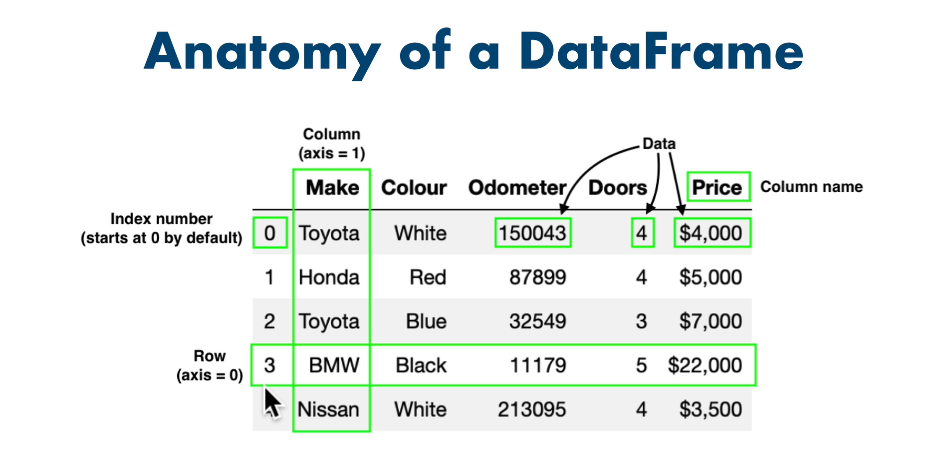 Anatomy of a DataFrame
Column
(axis = 1)
Data
Make Colour Odometer Doors Price Column name
Index number
(starts at 0 by default)
0 Toyota White 150043 4 $4,000
1 Honda Red 87899 4 $5,000
2 Toyota Blue 32549 3 $7,000
Row
(axis = 0)
3 BMW Black 11179 5 $22,000
Nissan White 213095 4 $3,500